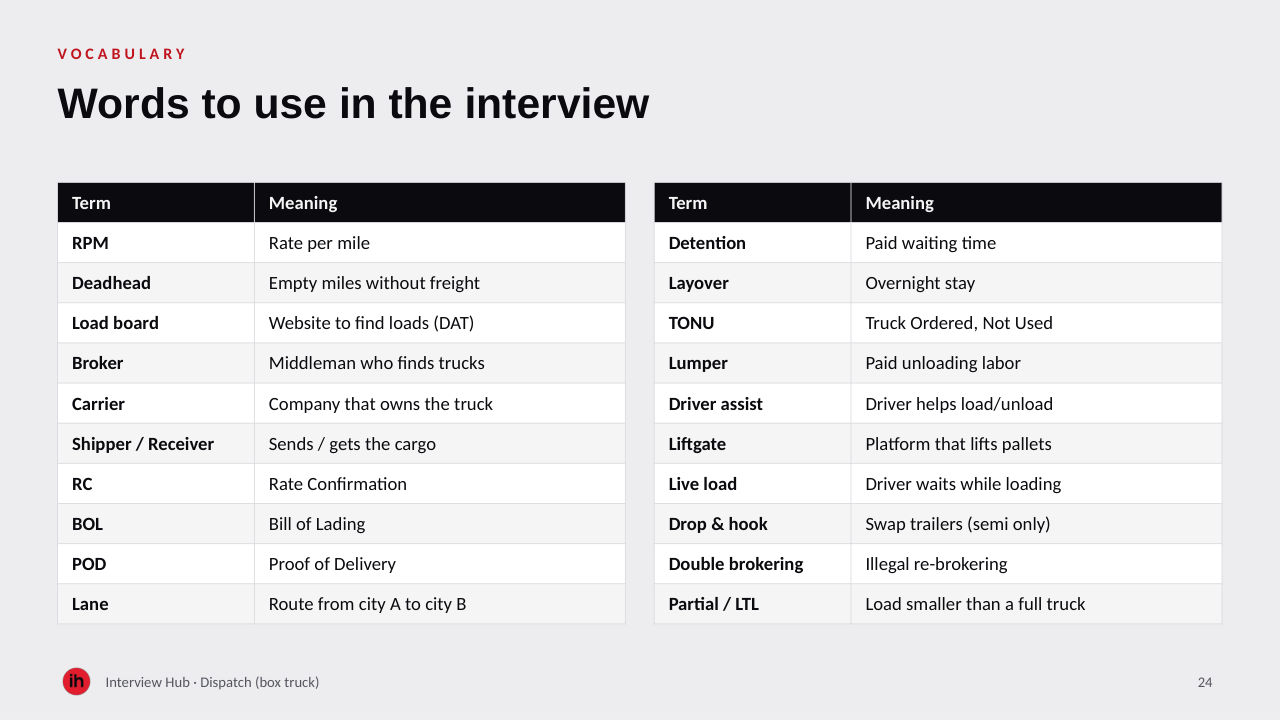 VOCABULARY
Words to use in the interview
Term Meaning
RPM Rate per mile
Deadhead Empty miles without freight
Load board Website to find loads (DAT)
Broker Middleman who finds trucks
Carrier Company that owns the truck
Shipper / Receiver Sends / gets the cargo
RC Rate Confirmation
BOL Bill of Lading
POD Proof of Delivery
Lane Route from city A to city B
Term Meaning
Detention Paid waiting time
Layover Overnight stay
TONU Truck Ordered, Not Used
Lumper Paid unloading labor
Driver assist Driver helps load/unload
Liftgate Platform that lifts pallets
Live load Driver waits while loading
Drop & hook Swap trailers (semi only)
Double brokering Illegal re-brokering
Partial / LTL Load smaller than a full truck
ih Interview Hub · Dispatch (box truck) 24